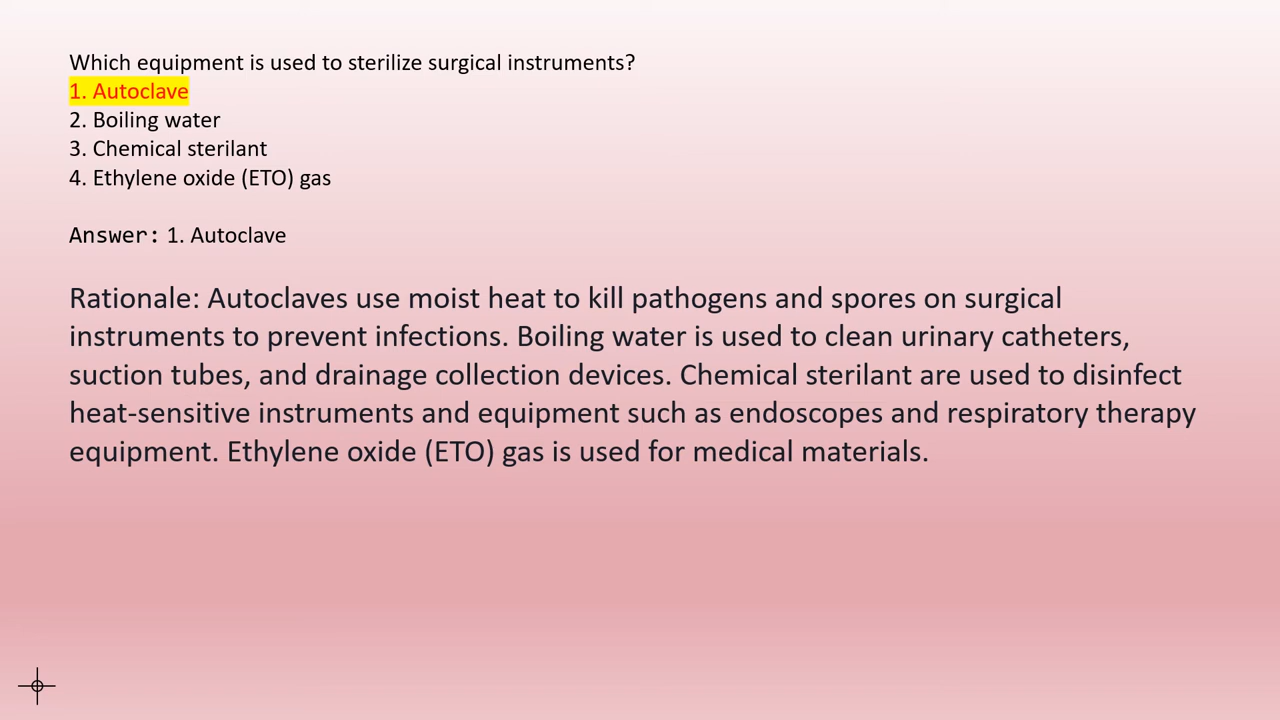 Which equipment is used to sterilize surgical instruments?
1. Autoclave
2. Boiling water
3. Chemical sterilant
4. Ethylene oxide (ETO) gas
Answer: 1. Autoclave
Rationale: Autoclaves use moist heat to kill pathogens and spores on surgical
instruments to prevent infections. Boiling water is used to clean urinary catheters,
suction tubes, and drainage collection devices. Chemical sterilant are used to disinfect
heat-sensitive instruments and equipment such as endoscopes and respiratory therapy
equipment. Ethylene oxide (ETO) gas is used for medical materials.